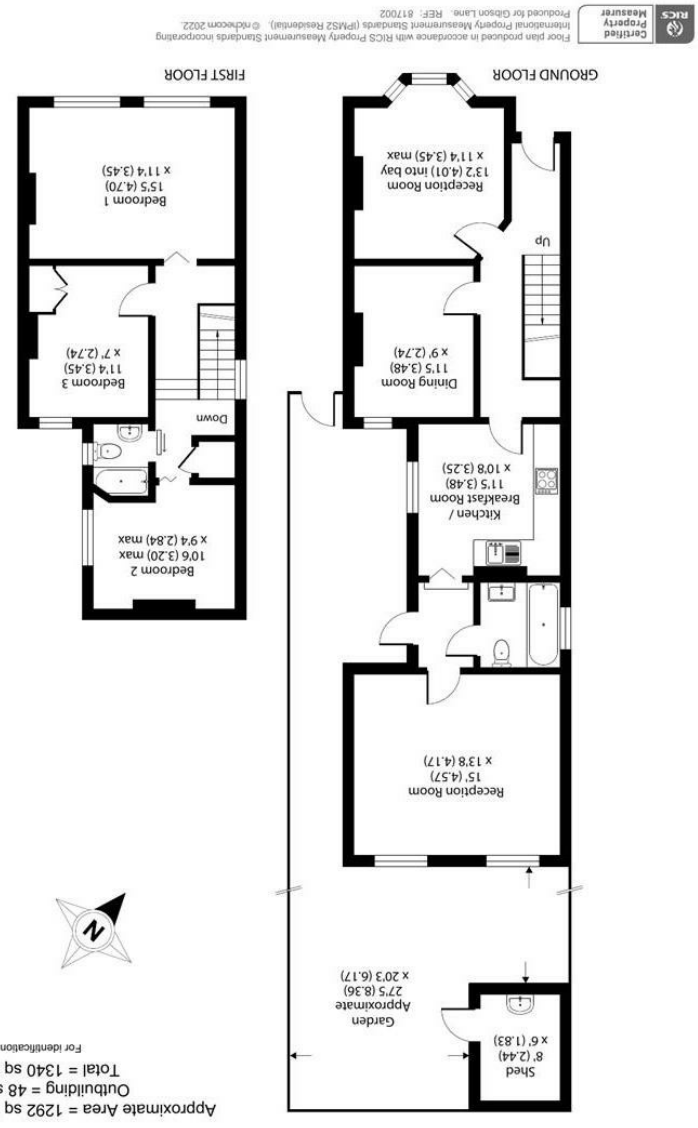 Approximate Area = 1292 sq
Outbuilding = 48 s
Total = 1340 sq
For identification
Shed
8' (2.44)
x 6' (1.83)
Garden
Approximate
27'5 (8.36)
x 20'3 (6.17)
N
Reception Room
15' (4.57)
x 13'8 (4.17)
Kitchen /
Breakfast Room
11'5 (3.48)
x 10'8 (3.25)
Dining Room
11'5 (3.48)
x 9' (2.74)
Up
Reception Room
13'2 (4.01) into bay
x 11'4 (3.45) max
GROUND FLOOR
Bedroom 2
10'6 (3.20) max
x 9'4 (2.84) max
Down
Bedroom 3
11'4 (3.45)
x 7' (2.74)
Bedroom 1
15'5 (4.70)
x 11'4 (3.45)
FIRST FLOOR
RICS
Certified
Property
Measurer
Floor plan produced in accordance with RICS Property Measurement Standards incorporating
International Property Measurement Standards (IPMS2 Residential). © nichecom 2022.
Produced for Gibson Lane. REF: 817002